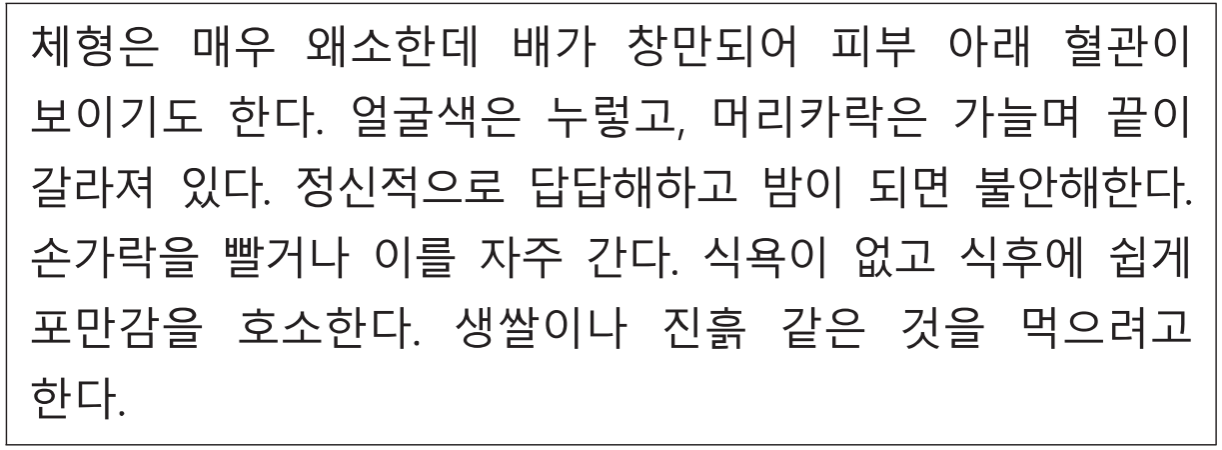 체형은 매우 왜소한데 배가 창만되어 피부 아래 혈관이
보이기도 한다. 얼굴색은 누렇고, 머리카락은 가늘며 끝이
갈라져 있다. 정신적으로 답답해하고 밤이 되면 불안해한다.
손가락을 빨거나 이를 자주 간다. 식욕이 없고 식후에 쉽게
포만감을 호소한다. 생쌀이나 진흙 같은 것을 먹으려고
한다.